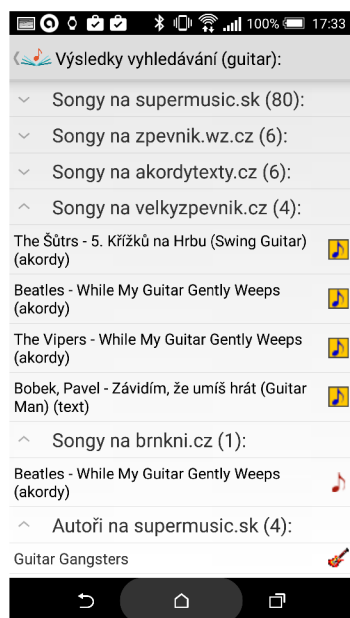 100% 17:33
Výsledky vyhledávání (guitar):
Songy na supermusic.sk (80):
Songy na zpevnik.wz.cz (6):
Songy na akordytexty.cz (6):
Songy na velkyzpevnik.cz (4):
The Šůtrs - 5. Křížků na Hrbu (Swing Guitar)
(akordy)
Beatles - While My Guitar Gently Weeps
(akordy)
The Vipers - While My Guitar Gently Weeps
(akordy)
Bobek, Pavel - Závidím, že umíš hrát (Guitar
Man) (text)
Songy na brnkni.cz (1):
Beatles - While My Guitar Gently Weeps
(akordy)
Autoři na supermusic.sk (4):
Guitar Gangsters